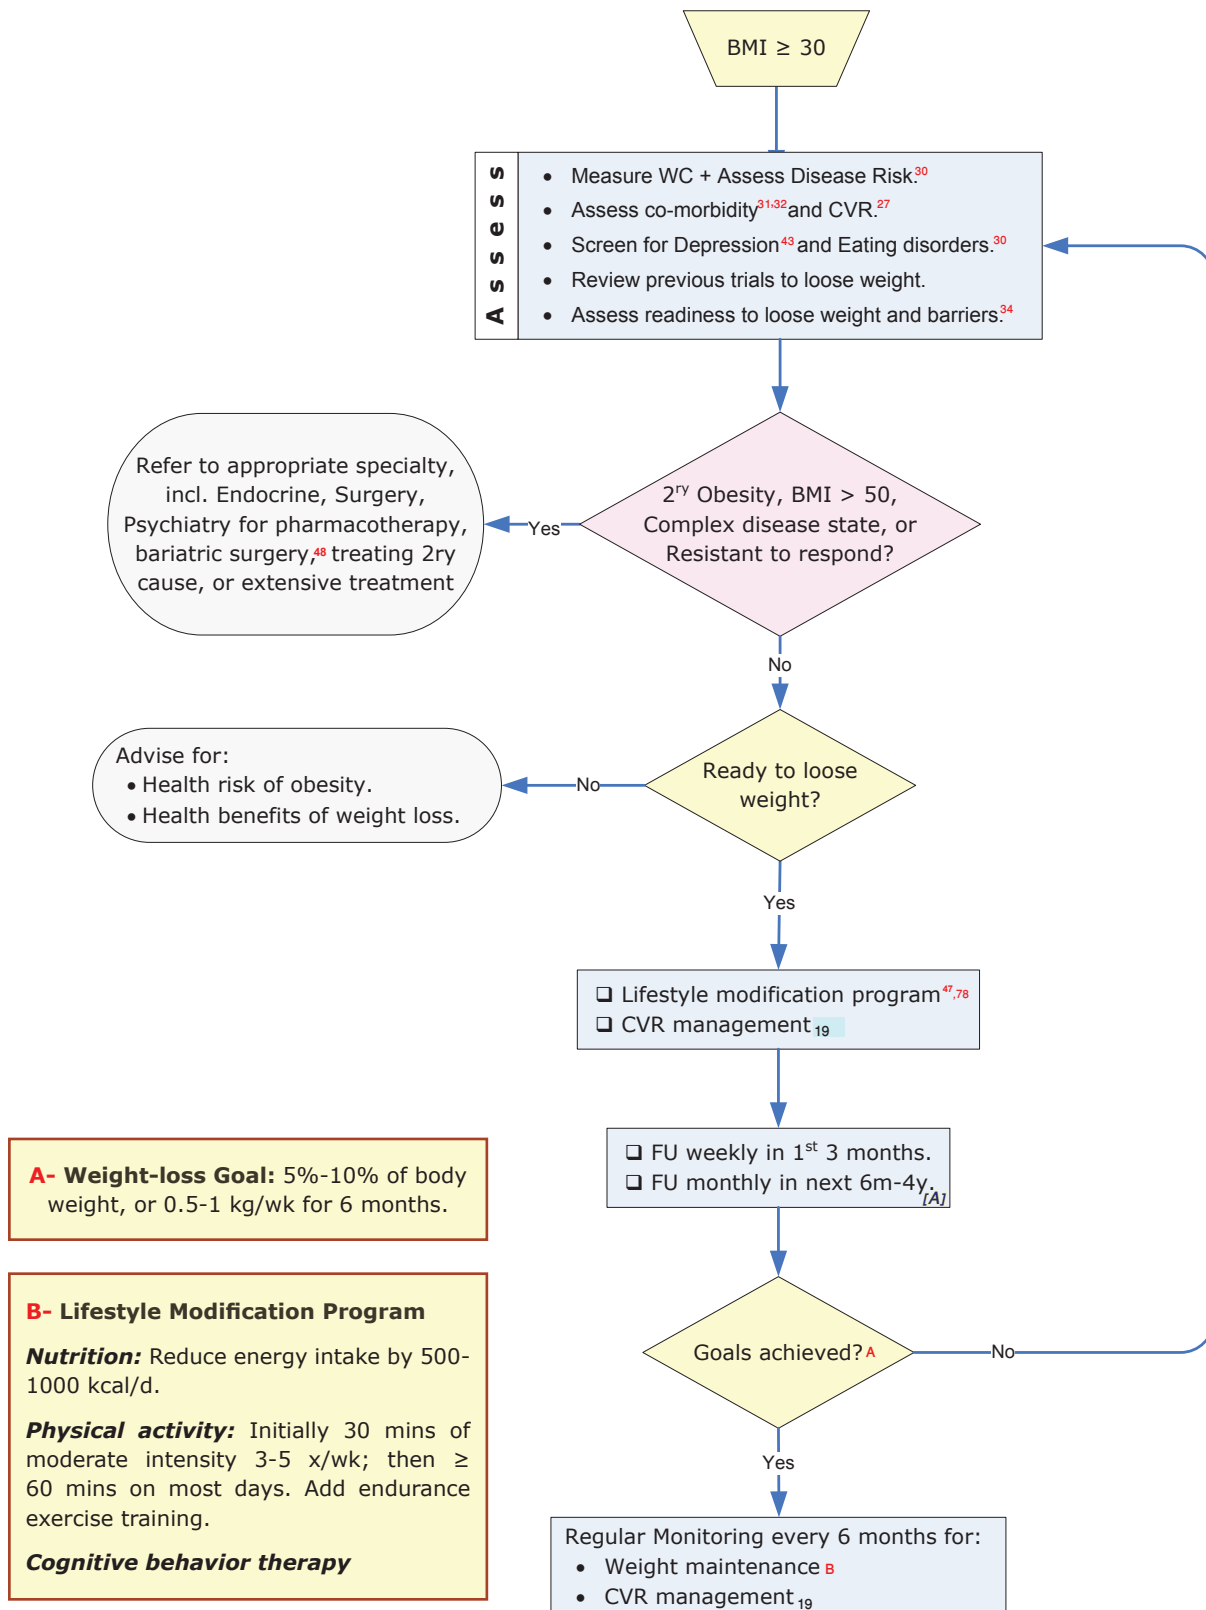 BMI ≥ 30
Assess
• Measure WC + Assess Disease Risk.30
• Assess co-morbidity31,32 and CVR.27
• Screen for Depression43 and Eating disorders.30
• Review previous trials to loose weight.
• Assess readiness to loose weight and barriers.34
Refer to appropriate specialty,
incl. Endocrine, Surgery,
Psychiatry for pharmacotherapy,
bariatric surgery,48 treating 2ry
cause, or extensive treatment
Yes
2ry Obesity, BMI > 50,
Complex disease state, or
Resistant to respond?
No
Advise for:
• Health risk of obesity.
• Health benefits of weight loss.
No
Ready to loose
weight?
Yes
❑ Lifestyle modification program47,78
❑ CVR management 19
❑ FU weekly in 1st 3 months.
❑ FU monthly in next 6m-4y.
[A]
A- Weight-loss Goal: 5%-10% of body
weight, or 0.5-1 kg/wk for 6 months.
Goals achieved? A
No
Yes
B- Lifestyle Modification Program
Nutrition: Reduce energy intake by 500-
1000 kcal/d.
Physical activity: Initially 30 mins of
moderate intensity 3-5 x/wk; then ≥
60 mins on most days. Add endurance
exercise training.
Cognitive behavior therapy
Regular Monitoring every 6 months for:
• Weight maintenance B
• CVR management 19